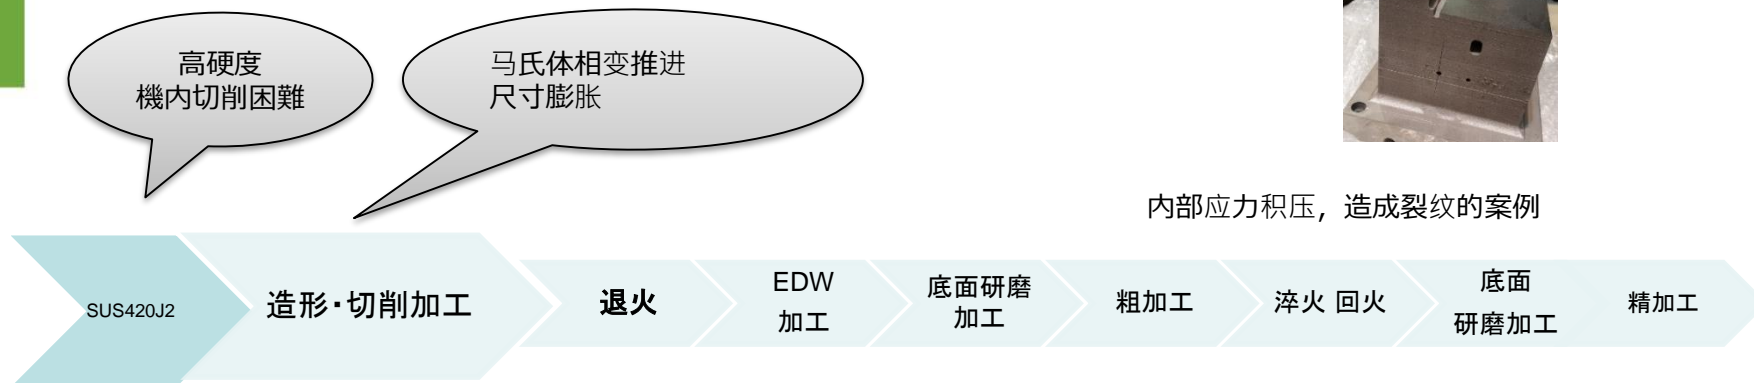 高硬度
機内切削困難
马氏体相变推进
尺寸膨胀
内部应力积压，造成裂纹的案例
SUS420J2
造形・切削加工
退火
EDW
加工
底面研磨
加工
粗加工
淬火 回火
底面
研磨加工
精加工